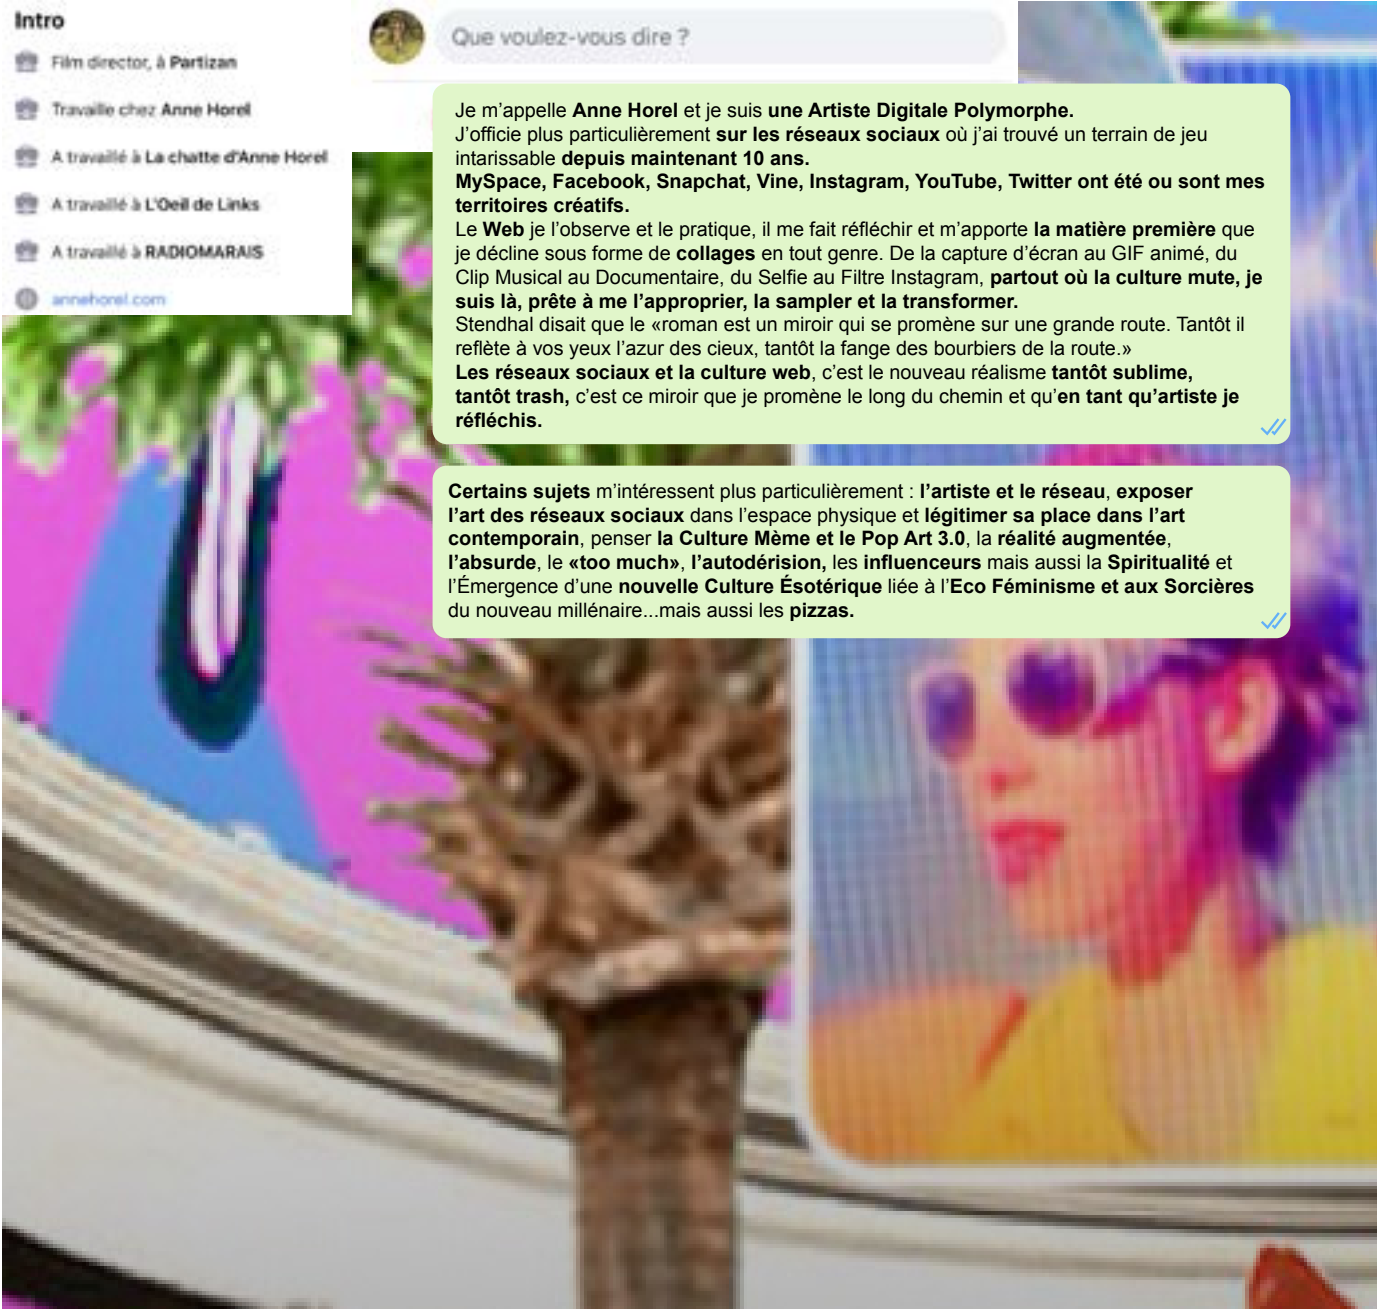 Intro
Film director, à Partizan
Travaille chez Anne Horel
A travaillé à La chatte d'Anne Horel
A travaillé à L'Oeil de Links
A travaillé à RADIOMARAIS
annehorel.com
Que voulez-vous dire ?
Je m’appelle Anne Horel et je suis une Artiste Digitale Polymorphe.
J’officie plus particulièrement sur les réseaux sociaux où j’ai trouvé un terrain de jeu
intarissable depuis maintenant 10 ans.
MySpace, Facebook, Snapchat, Vine, Instagram, YouTube, Twitter ont été ou sont mes
territoires créatifs.
Le Web je l’observe et le pratique, il me fait réfléchir et m’apporte la matière première que
je décline sous forme de collages en tout genre. De la capture d’écran au GIF animé, du
Clip Musical au Documentaire, du Selfie au Filtre Instagram, partout où la culture mute, je
suis là, prête à me l’approprier, la sampler et la transformer.
Stendhal disait que le «roman est un miroir qui se promène sur une grande route. Tantôt il
reflète à vos yeux l’azur des cieux, tantôt la fange des bourbiers de la route.»
Les réseaux sociaux et la culture web, c’est le nouveau réalisme tantôt sublime,
tantôt trash, c’est ce miroir que je promène le long du chemin et qu’en tant qu’artiste je
réfléchis.
Certains sujets m’intéressent plus particulièrement : l’artiste et le réseau, exposer
l’art des réseaux sociaux dans l’espace physique et légitimer sa place dans l’art
contemporain, penser la Culture Mème et le Pop Art 3.0, la réalité augmentée,
l’absurde, le «too much», l’autodérision, les influenceurs mais aussi la Spiritualité et
l’Émergence d’une nouvelle Culture Ésotérique liée à l’Eco Féminisme et aux Sorcières
du nouveau millénaire...mais aussi les pizzas.